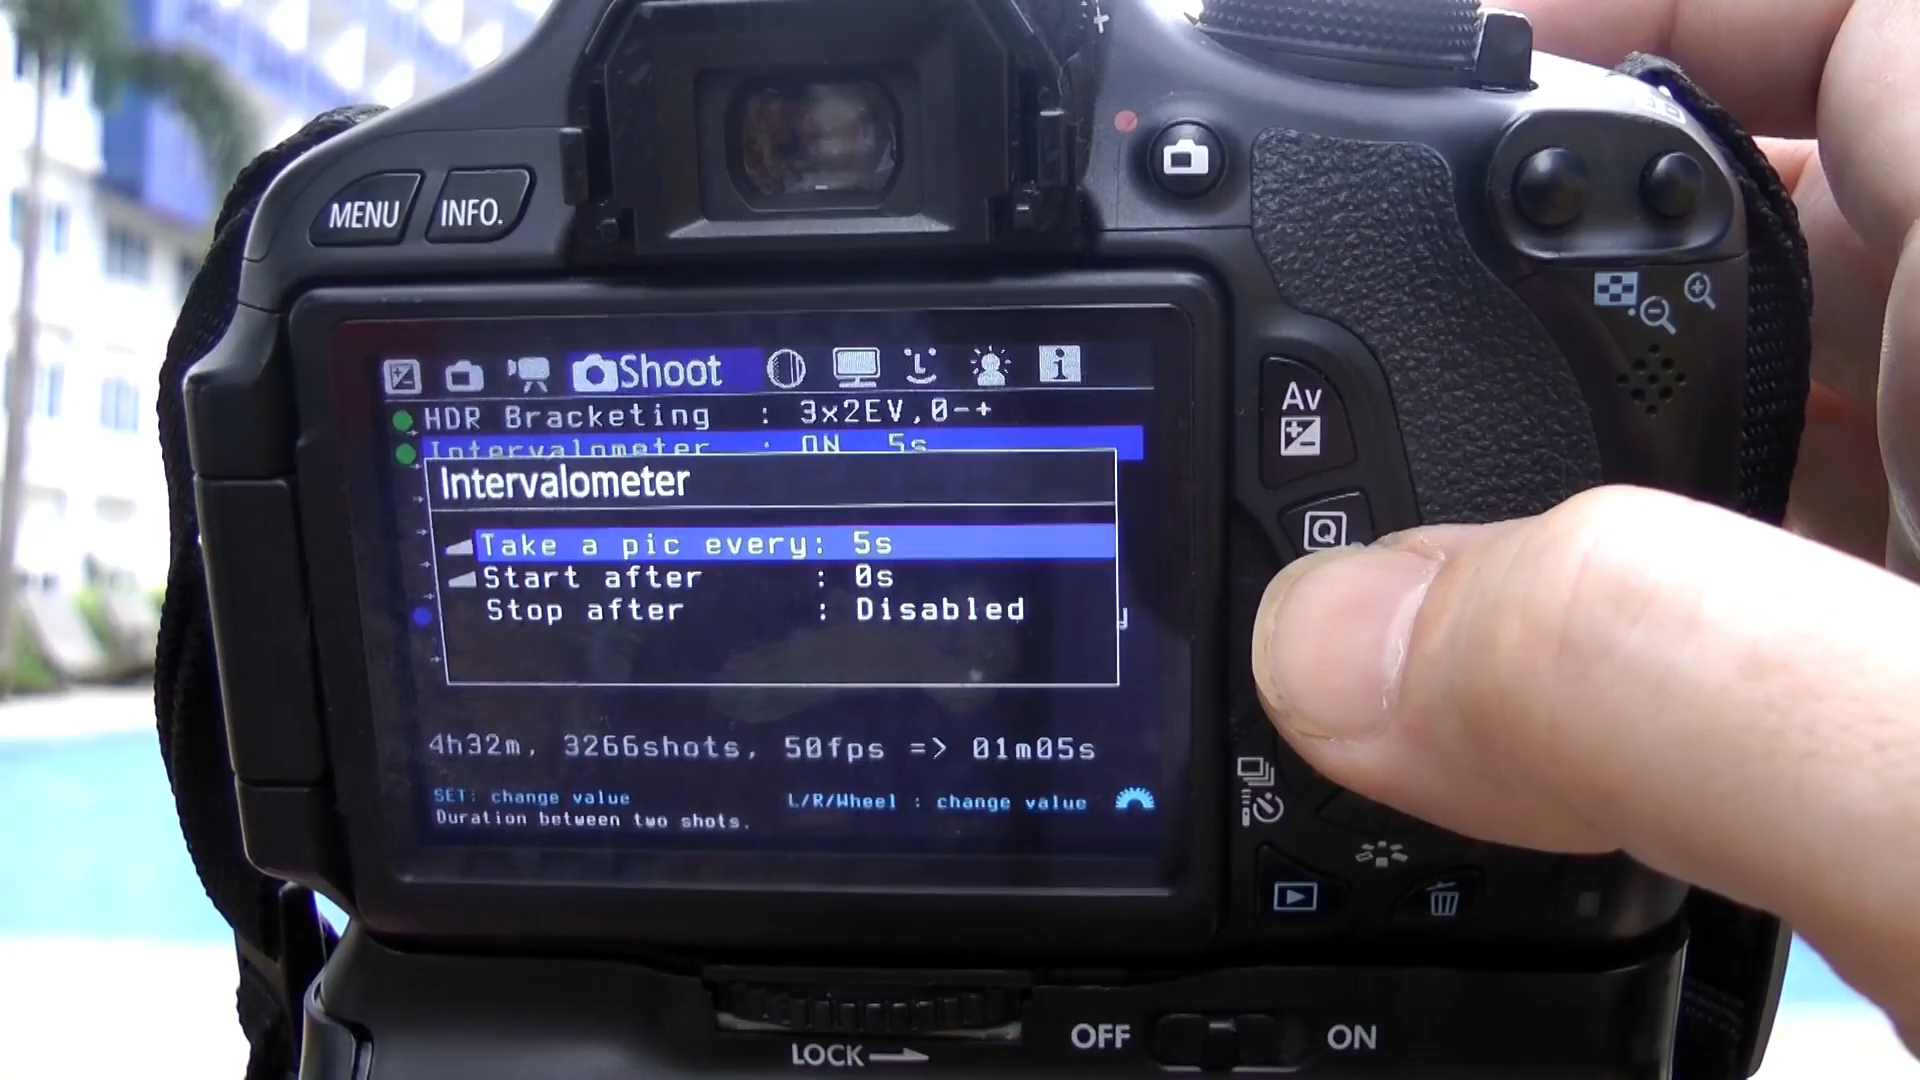 MENU INFO.
Shoot
HDR Bracketing : 3x2EV,0-+
Intervalometer : ON 5s
Intervalometer
Take a pic every: 5s
Start after : 0s
Stop after : Disabled
4h32m, 3266shots, 50fps => 01m05s
SET: change value L/R/Wheel : change value
Duration between two shots.
Av
Q
LOCK
OFF ON